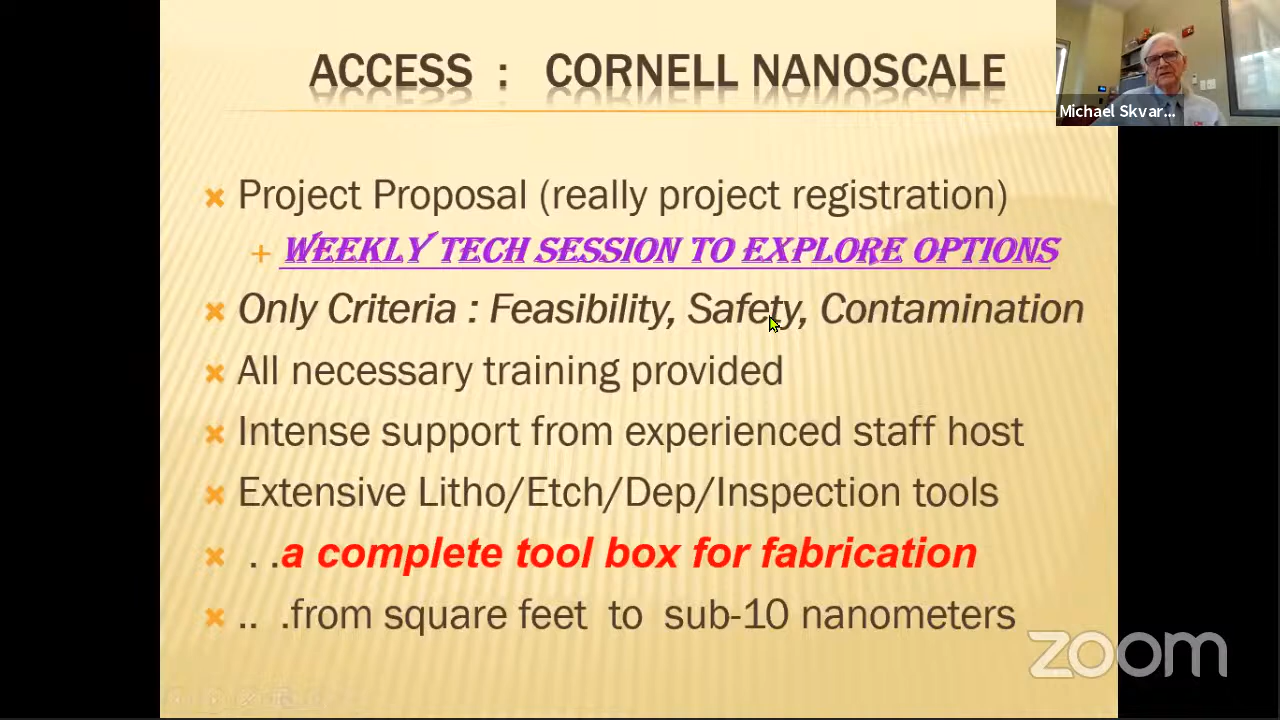 ACCESS : CORNELL NANOSCALE
Michael Skvar...
Project Proposal (really project registration)
WEEKLY TECH SESSION TO EXPLORE OPTIONS
Only Criteria : Feasibility, Safety, Contamination
All necessary training provided
Intense support from experienced staff host
Extensive Litho/Etch/Dep/Inspection tools
. .a complete tool box for fabrication
.. .from square feet to sub-10 nanometers
zoom